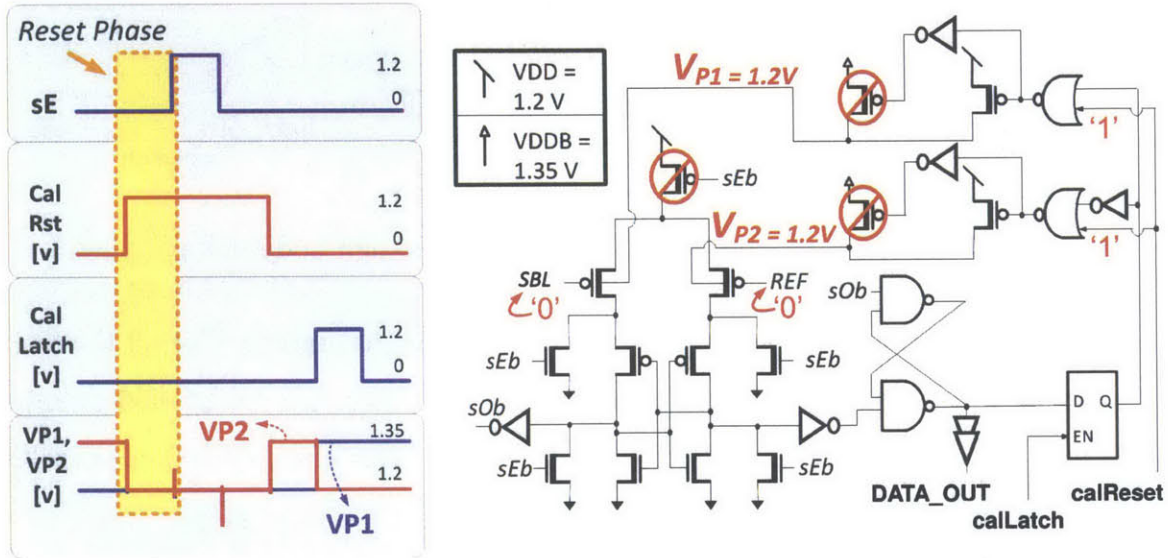 Reset Phase
1.2
sE
0
Cal
Rst
[v]
1.2
0
Cal
Latch
[v]
1.2
0
VP1,
VP2
[v]
VP2
1.35
1.2
VP1
VDD =
1.2 V
VDDB =
1.35 V
VP1 = 1.2V
'1'
sEb
VP2 = 1.2V
'1'
SBL
'0'
REF
'0'
sOb
sEb
sEb
sOb
sEb
sEb
D Q
EN
DATA_OUT
calReset
calLatch